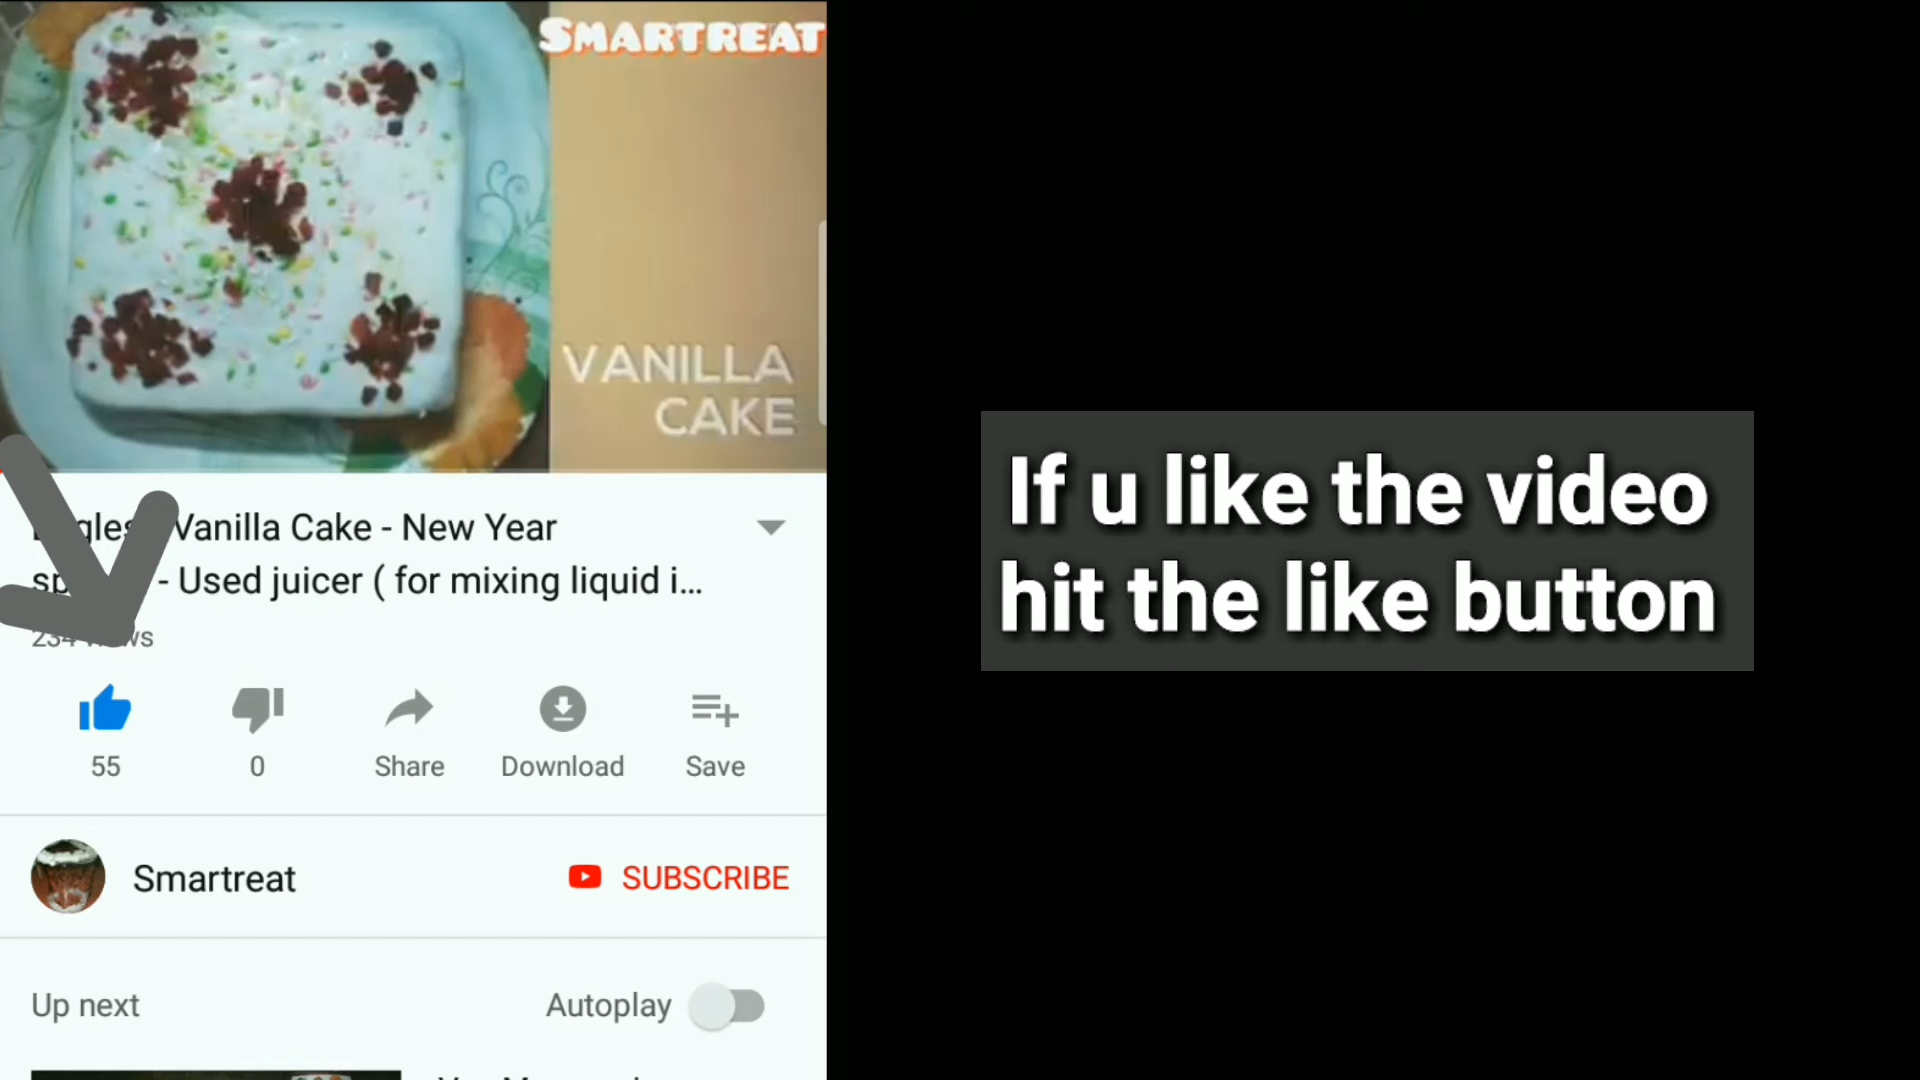 SMARTREAT
VANILLA
CAKE
Vanilla Cake - New Year
- Used juicer ( for mixing liquid i...
55
0
Share
Download
Save
Smartreat
SUBSCRIBE
Up next
Autoplay
If u like the video
hit the like button